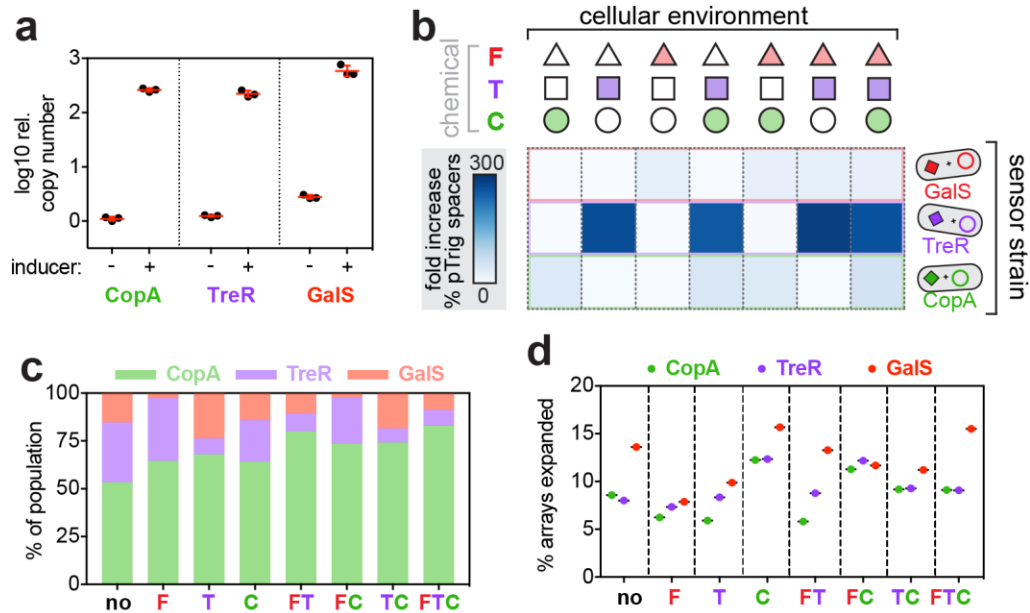 a
log10 rel.
copy number
3
2
1
0
inducer: - + - + - +
CopA TreR GalS
b
cellular environment
chemical
F
T
C
fold increase
% pTrig spacers
300
0
GalS
TreR
CopA
sensor strain
c
CopA TreR GalS
% of population
100
75
50
25
0
no F T C FT FC TC FTC
d
CopA TreR GalS
% arrays expanded
20
15
10
5
0
no F T C FT FC TC FTC